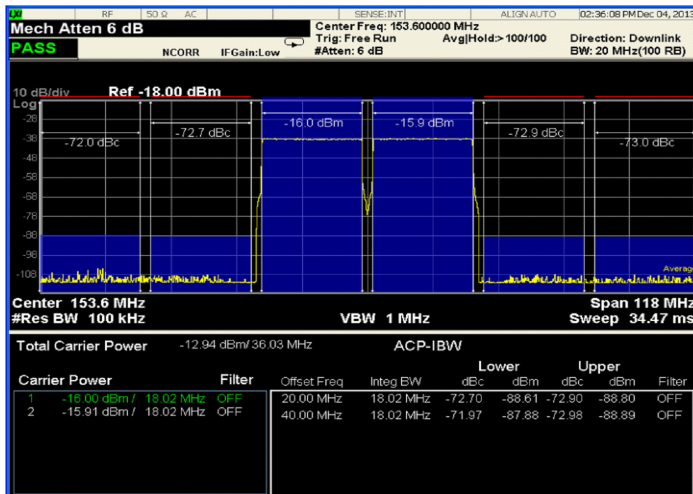 LXI RF 50 Ω AC SENSE:INT ALIGN AUTO 02:36:08 PM Dec 04, 2013
Mech Atten 6 dB Center Freq: 153.600000 MHz
Trig: Free Run Avg|Hold:>100/100 Direction: Downlink
PASS NCORR IFGain:Low #Atten: 6 dB BW: 20 MHz(100 RB)
10 dB/div Ref -18.00 dBm
Log
-28
-16.0 dBm -15.9 dBm
-72.7 dBc -72.9 dBc
-38
-72.0 dBc -73.0 dBc
-48
-58
-68
-78
-88
-98
Average
-108
Center 153.6 MHz Span 118 MHz
#Res BW 100 kHz VBW 1 MHz Sweep 34.47 ms
Total Carrier Power -12.94 dBm/ 36.03 MHz ACP-IBW
Lower Upper
Carrier Power Filter Offset Freq Integ BW dBc dBm dBc dBm Filter
1 -16.00 dBm / 18.02 MHz OFF 20.00 MHz 18.02 MHz -72.70 -88.61 -72.90 -88.80 OFF
2 -15.91 dBm / 18.02 MHz OFF 40.00 MHz 18.02 MHz -71.97 -87.88 -72.98 -88.89 OFF